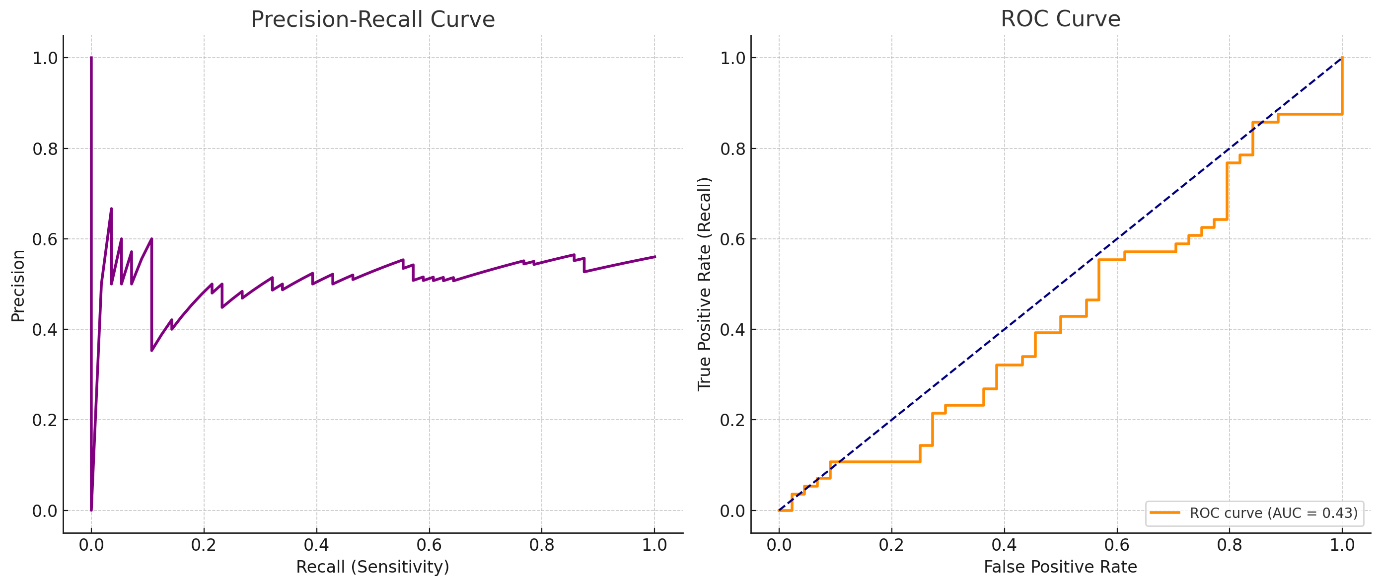 Precision-Recall Curve
Precision
1.0
0.8
0.6
0.4
0.2
0.0
0.0 0.2 0.4 0.6 0.8 1.0
Recall (Sensitivity)
ROC Curve
True Positive Rate (Recall)
1.0
0.8
0.6
0.4
0.2
0.0
ROC curve (AUC = 0.43)
0.0 0.2 0.4 0.6 0.8 1.0
False Positive Rate